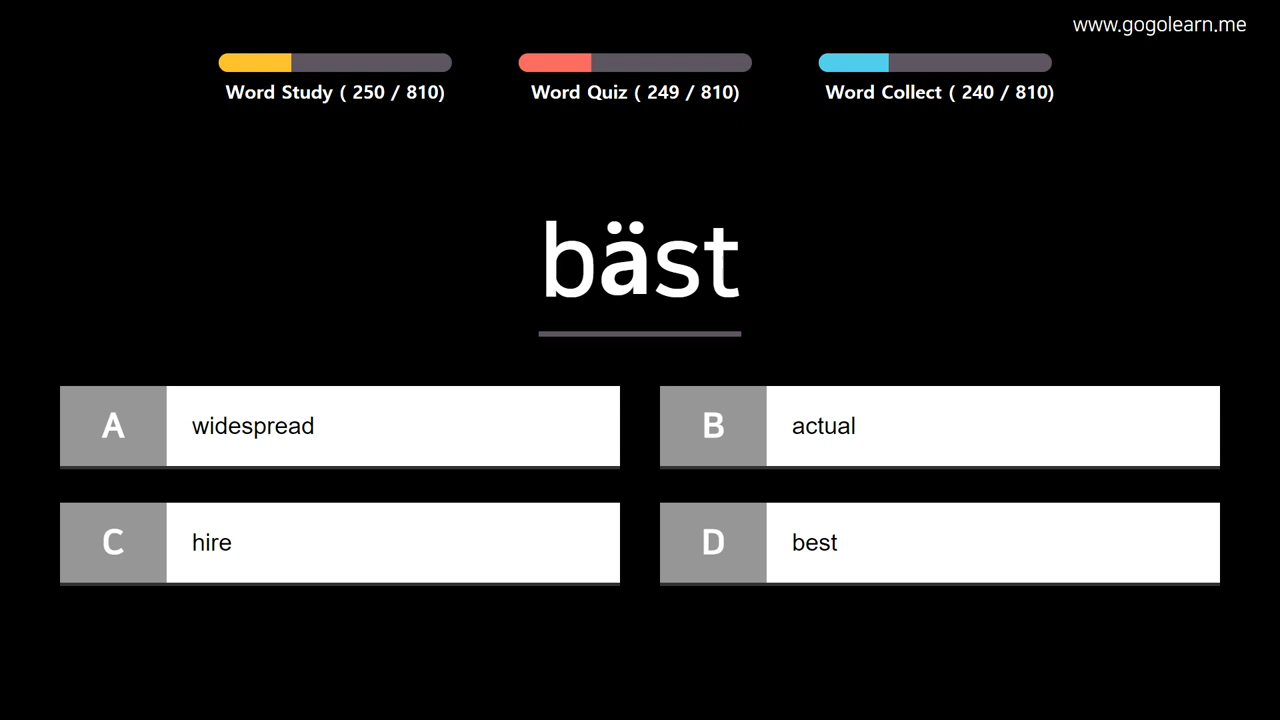 www.gogolearn.me
Word Study ( 250 / 810)
Word Quiz ( 249 / 810)
Word Collect ( 240 / 810)
bäst
A widespread
B actual
C hire
D best